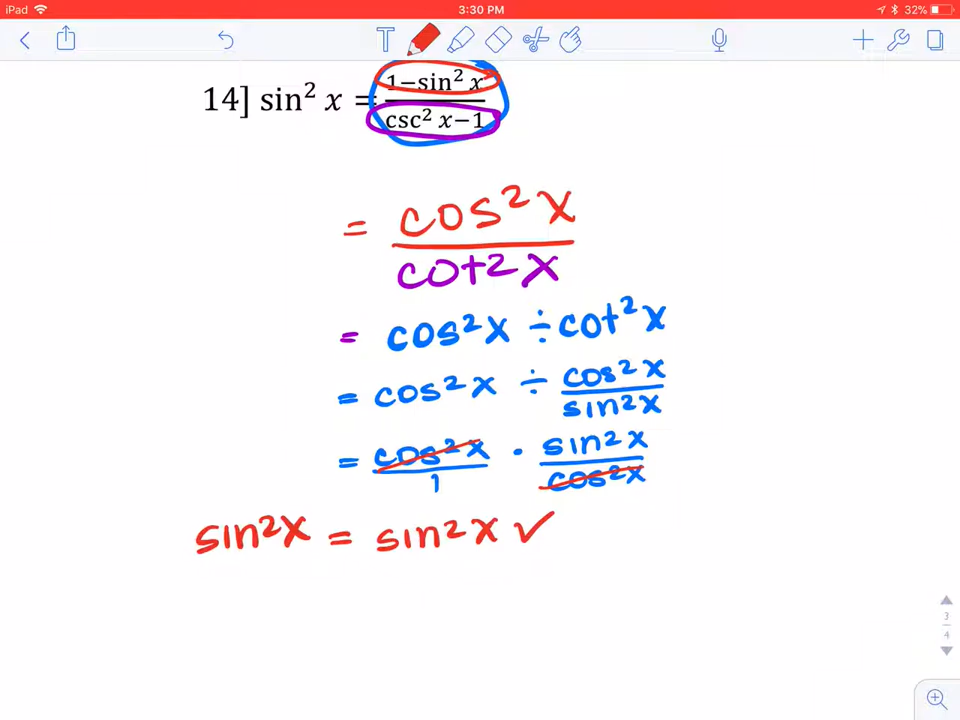 iPad 3:30 PM 32%
T
14] sin² x = 1−sin² x / csc² x−1
= cos²x / cot2x
= cos²x ÷ cot²x
= cos²x ÷ cos²x / sin2x
= cos²x / 1 · sin2x / cos²x
sin2x = sin2x ✓
3
4